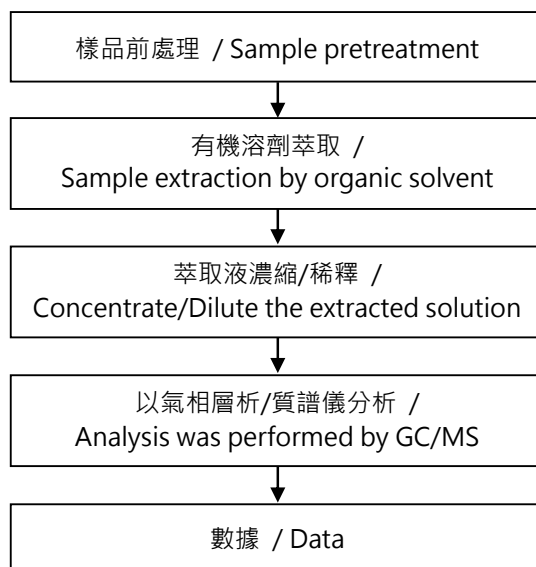 樣品前處理 / Sample pretreatment
有機溶劑萃取 /
Sample extraction by organic solvent
萃取液濃縮/稀釋 /
Concentrate/Dilute the extracted solution
以氣相層析/質譜儀分析 /
Analysis was performed by GC/MS
數據 / Data